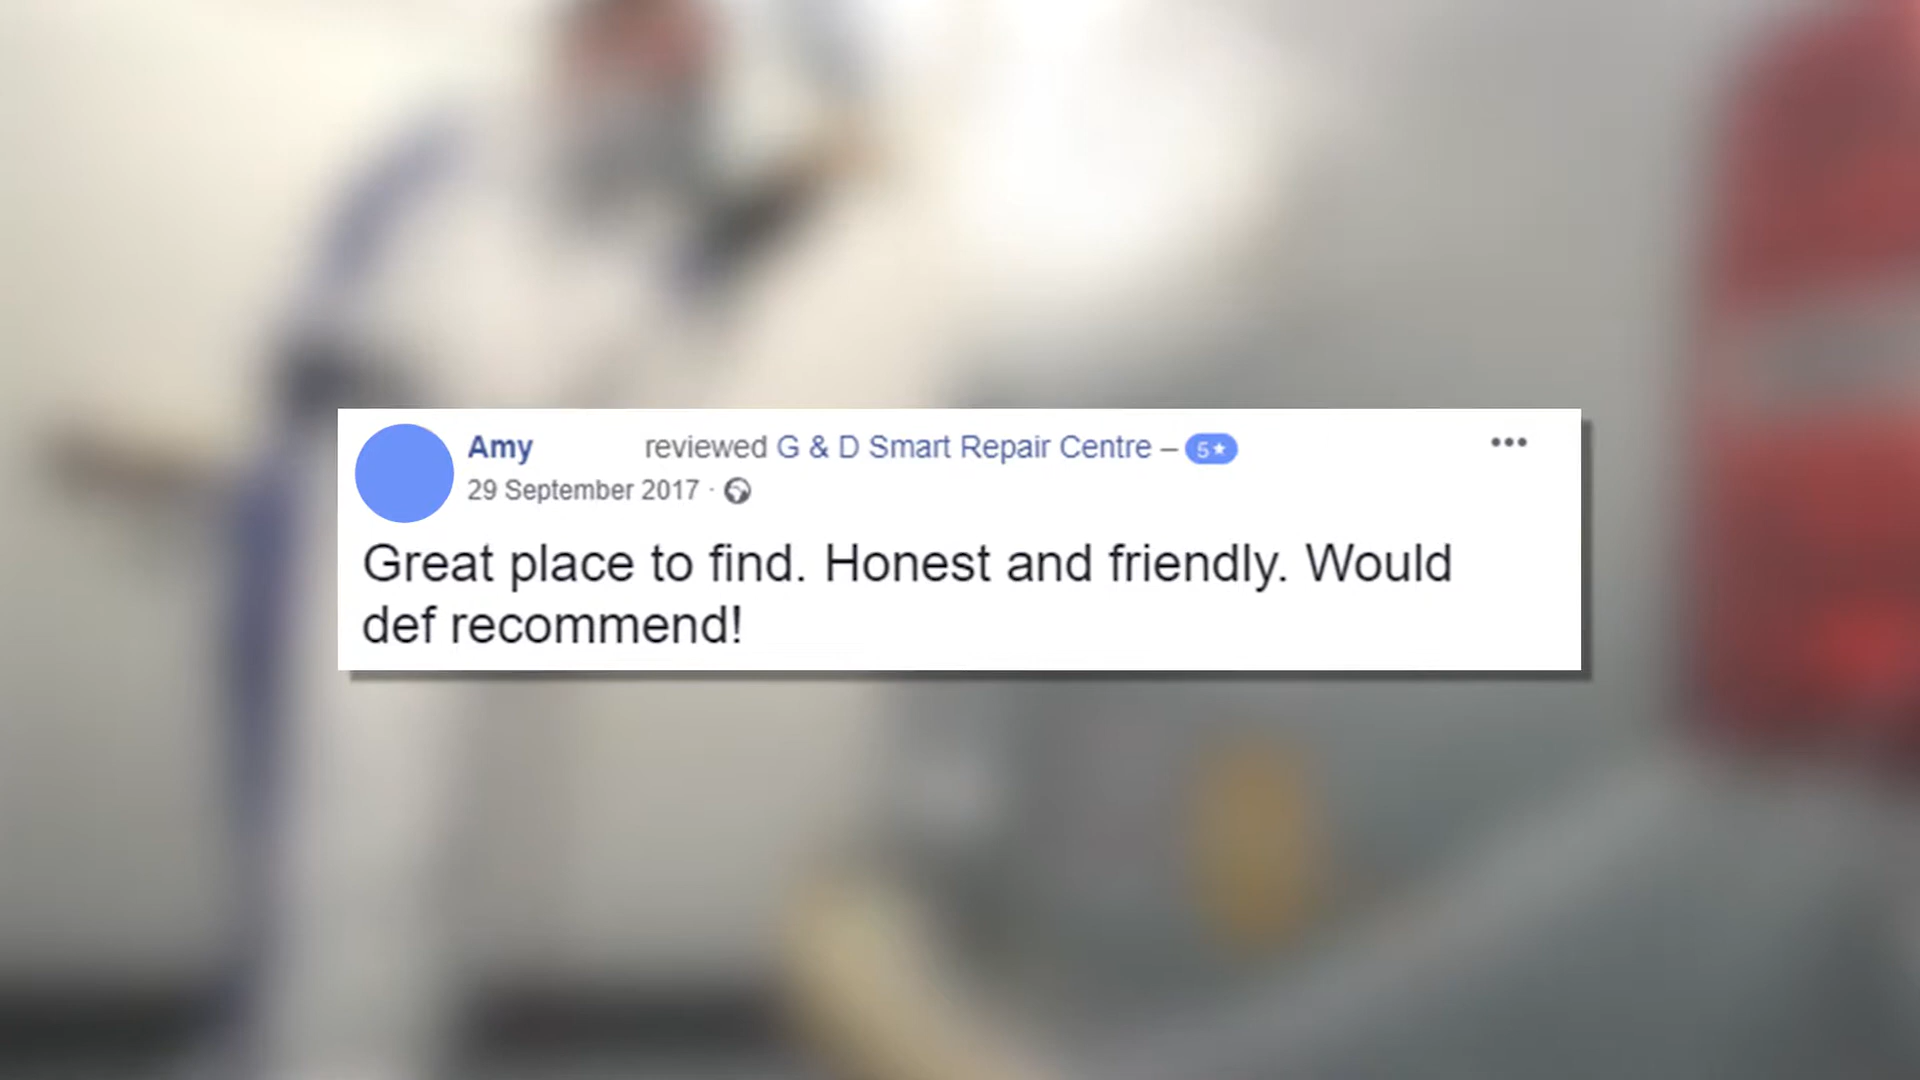 Amy reviewed G & D Smart Repair Centre – 5★
29 September 2017 ·
Great place to find. Honest and friendly. Would
def recommend!